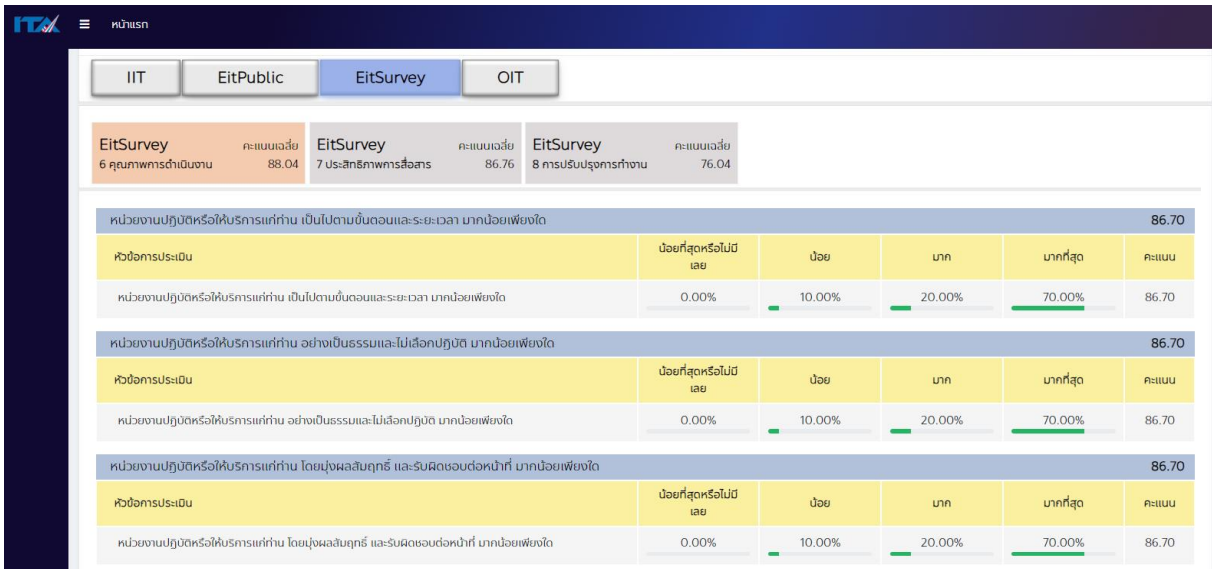 ITA ≡ หน้าแรก
IIT EitPublic EitSurvey OIT
EitSurvey คะแนนเฉลี่ย EitSurvey คะแนนเฉลี่ย EitSurvey คะแนนเฉลี่ย
6 คุณภาพการดำเนินงาน 88.04 7 ประสิทธิภาพการสื่อสาร 86.76 8 การปรับปรุงการทำงาน 76.04
หน่วยงานปฏิบัติหรือให้บริการแก่ท่าน เป็นไปตามขั้นตอนและระยะเวลา มากน้อยเพียงใด 86.70
หัวข้อการประเมิน น้อยที่สุดหรือไม่มี น้อย มาก มากที่สุด คะแนน
เลย
หน่วยงานปฏิบัติหรือให้บริการแก่ท่าน เป็นไปตามขั้นตอนและระยะเวลา มากน้อยเพียงใด 0.00% 10.00% 20.00% 70.00% 86.70
หน่วยงานปฏิบัติหรือให้บริการแก่ท่าน อย่างเป็นธรรมและไม่เลือกปฏิบัติ มากน้อยเพียงใด 86.70
หัวข้อการประเมิน น้อยที่สุดหรือไม่มี น้อย มาก มากที่สุด คะแนน
เลย
หน่วยงานปฏิบัติหรือให้บริการแก่ท่าน อย่างเป็นธรรมและไม่เลือกปฏิบัติ มากน้อยเพียงใด 0.00% 10.00% 20.00% 70.00% 86.70
หน่วยงานปฏิบัติหรือให้บริการแก่ท่าน โดยมุ่งผลสัมฤทธิ์ และรับผิดชอบต่อหน้าที่ มากน้อยเพียงใด 86.70
หัวข้อการประเมิน น้อยที่สุดหรือไม่มี น้อย มาก มากที่สุด คะแนน
เลย
หน่วยงานปฏิบัติหรือให้บริการแก่ท่าน โดยมุ่งผลสัมฤทธิ์ และรับผิดชอบต่อหน้าที่ มากน้อยเพียงใด 0.00% 10.00% 20.00% 70.00% 86.70